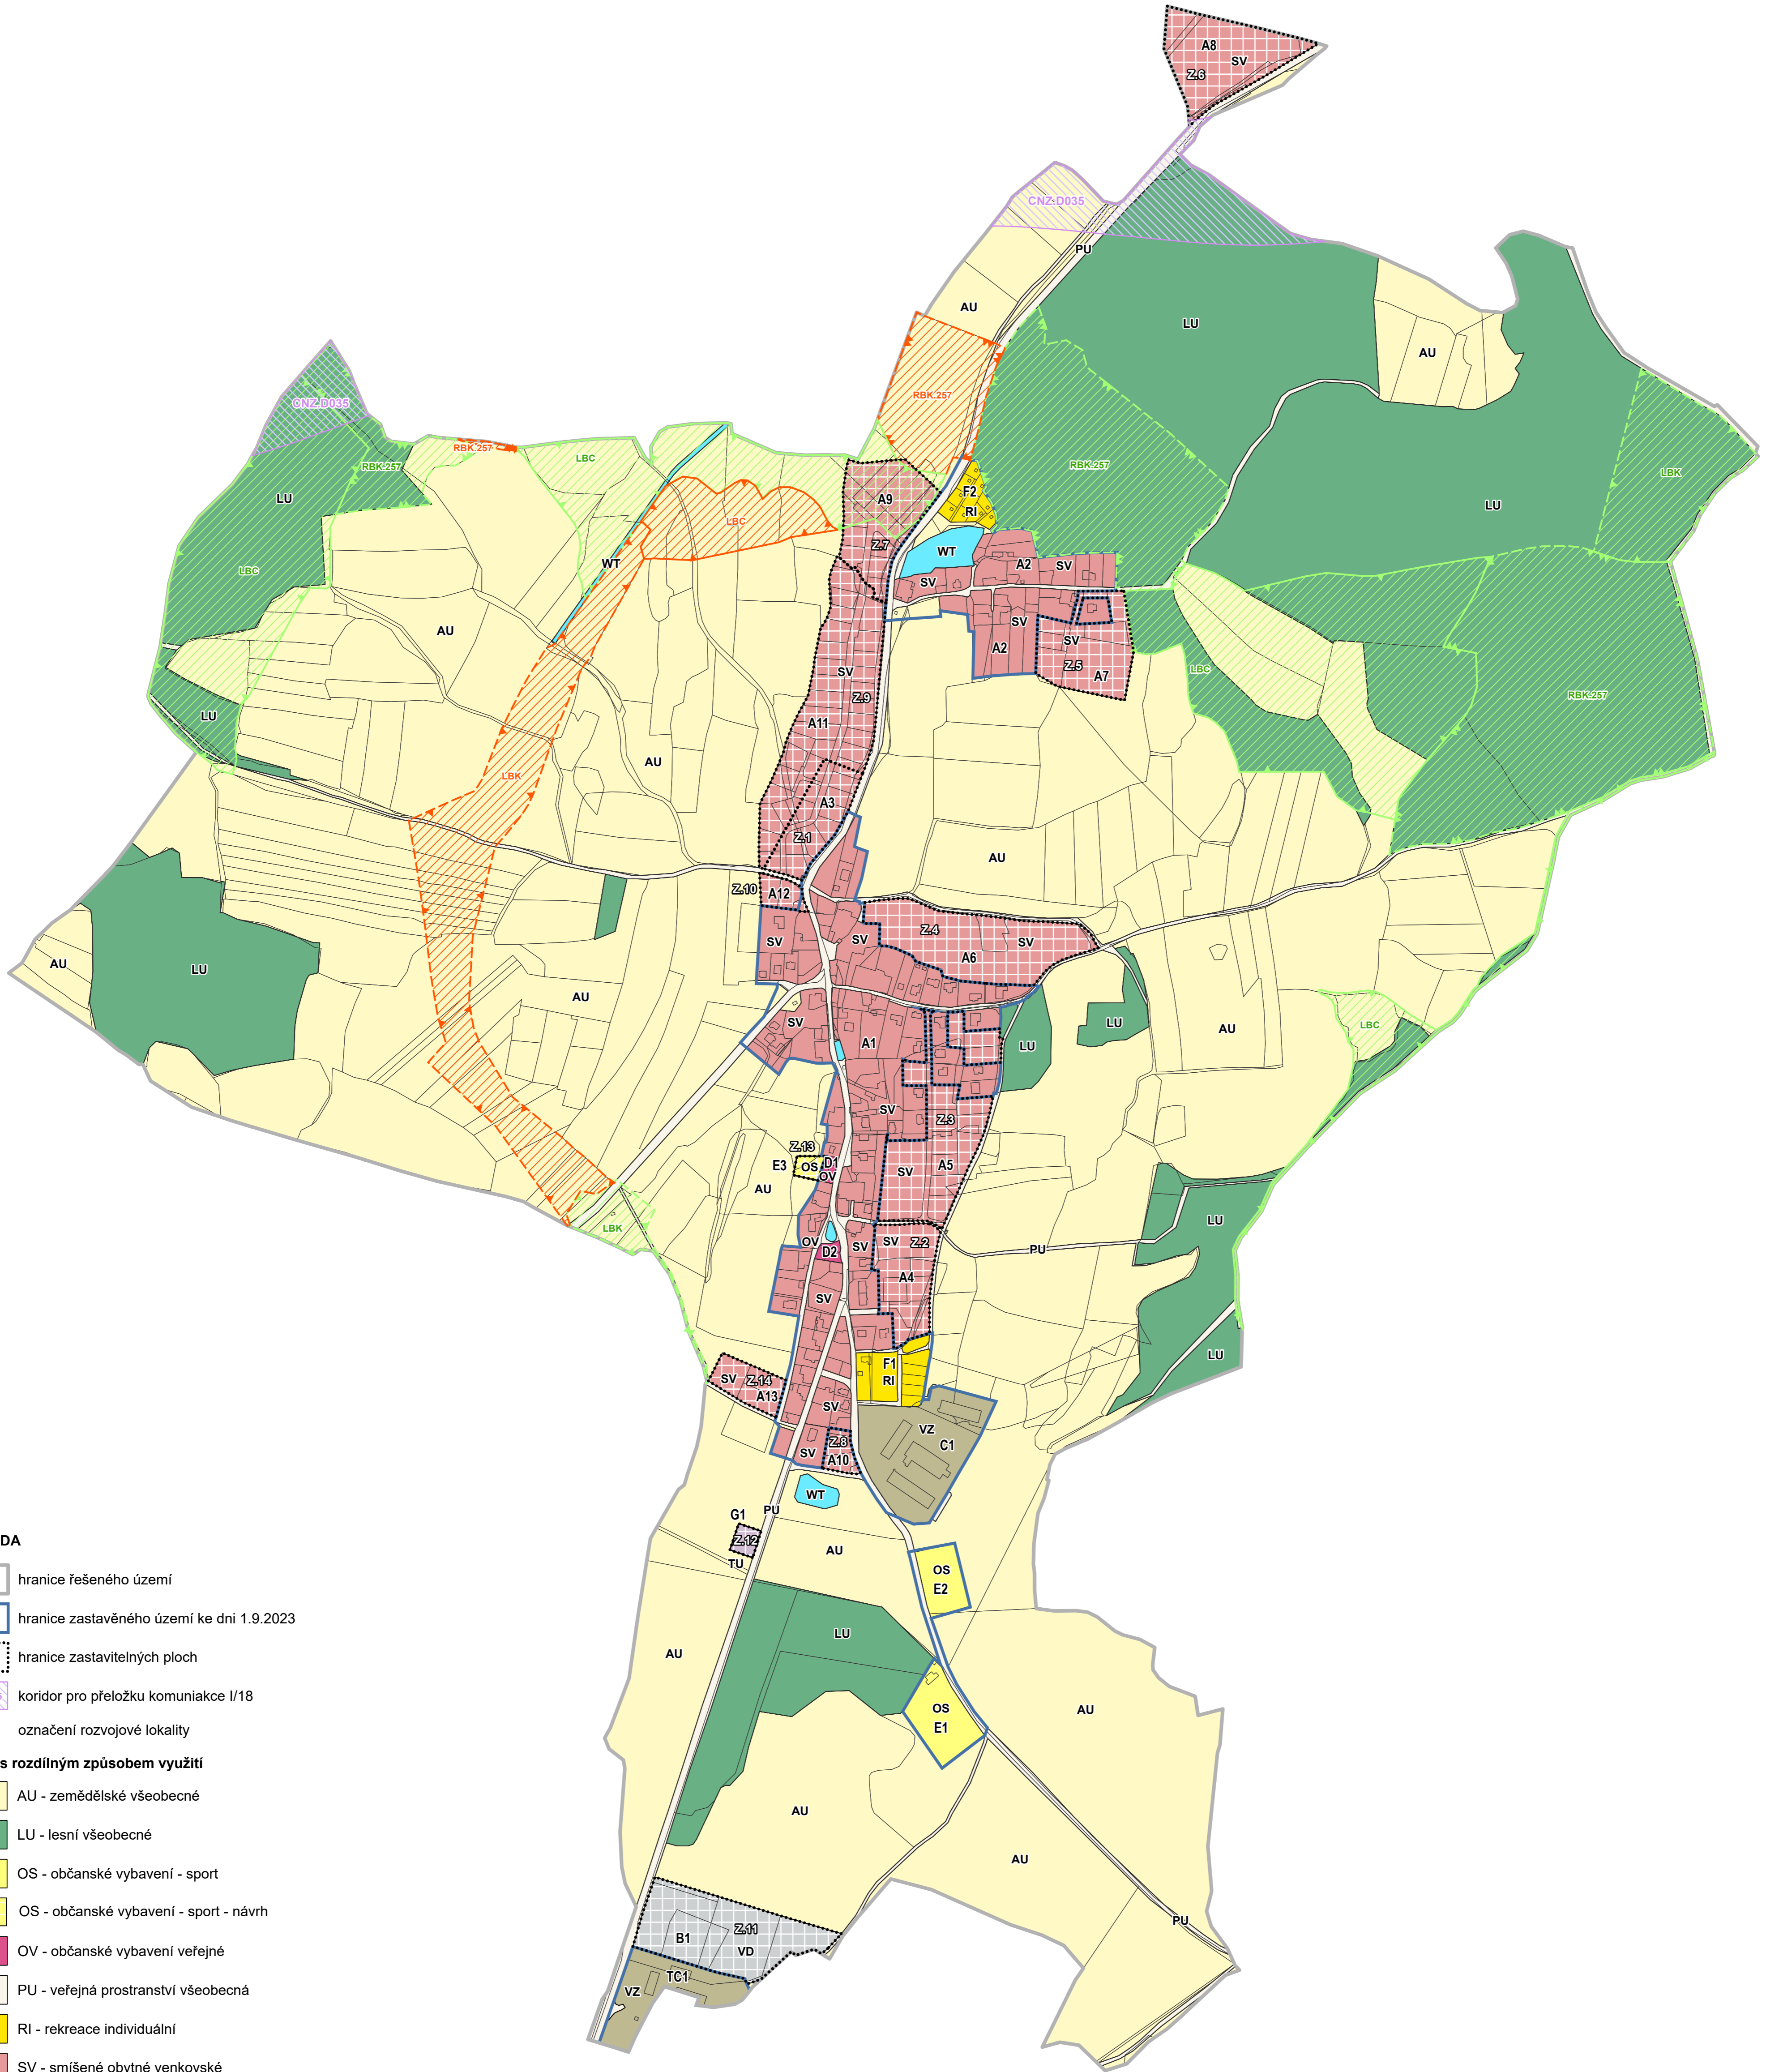 A8
SV
Z.6
CNZ.D035
PU
AU
LU
AU
RBK.257
CNZ.D035
RBK.257
LBC
RBK.257
RBK.257
LBK
LU
LU
A9
F2
RI
LBC
Z.7
WT
LBC
WT
A2
SV
SV
AU
SV
A2
SV
Z.5
A7
LBC
RBK.257
SV
Z.9
LU
A11
AU
LBK
A3
Z.1
AU
Z.10
A12
Z.4
SV
SV
SV
A6
AU
LU
AU
SV
LU
AU
LBC
A1
LU
SV
Z.3
Z.13
E3
OS
D1
OV
SV
A5
AU
LBK
LU
OV
D2
SV
SV
Z.2
PU
A4
SV
LU
F1
RI
SV
Z.14
A13
SV
VZ
C1
SV
Z.8
A10
WT
G1
PU
Z.12
TU
AU
OS
E2
LU
AU
OS
E1
AU
AU
AU
PU
B1
Z.11
VD
TC1
VZ
DA
hranice řešeného území
hranice zastavěného území ke dni 1.9.2023
hranice zastavitelných ploch
koridor pro přeložku komuniakce I/18
označení rozvojové lokality
s rozdílným způsobem využití
AU - zemědělské všeobecné
LU - lesní všeobecné
OS - občanské vybavení - sport
OS - občanské vybavení - sport - návrh
OV - občanské vybavení veřejné
PU - veřejná prostranství všeobecná
RI - rekreace individuální
SV - smíšené obytné venkovské